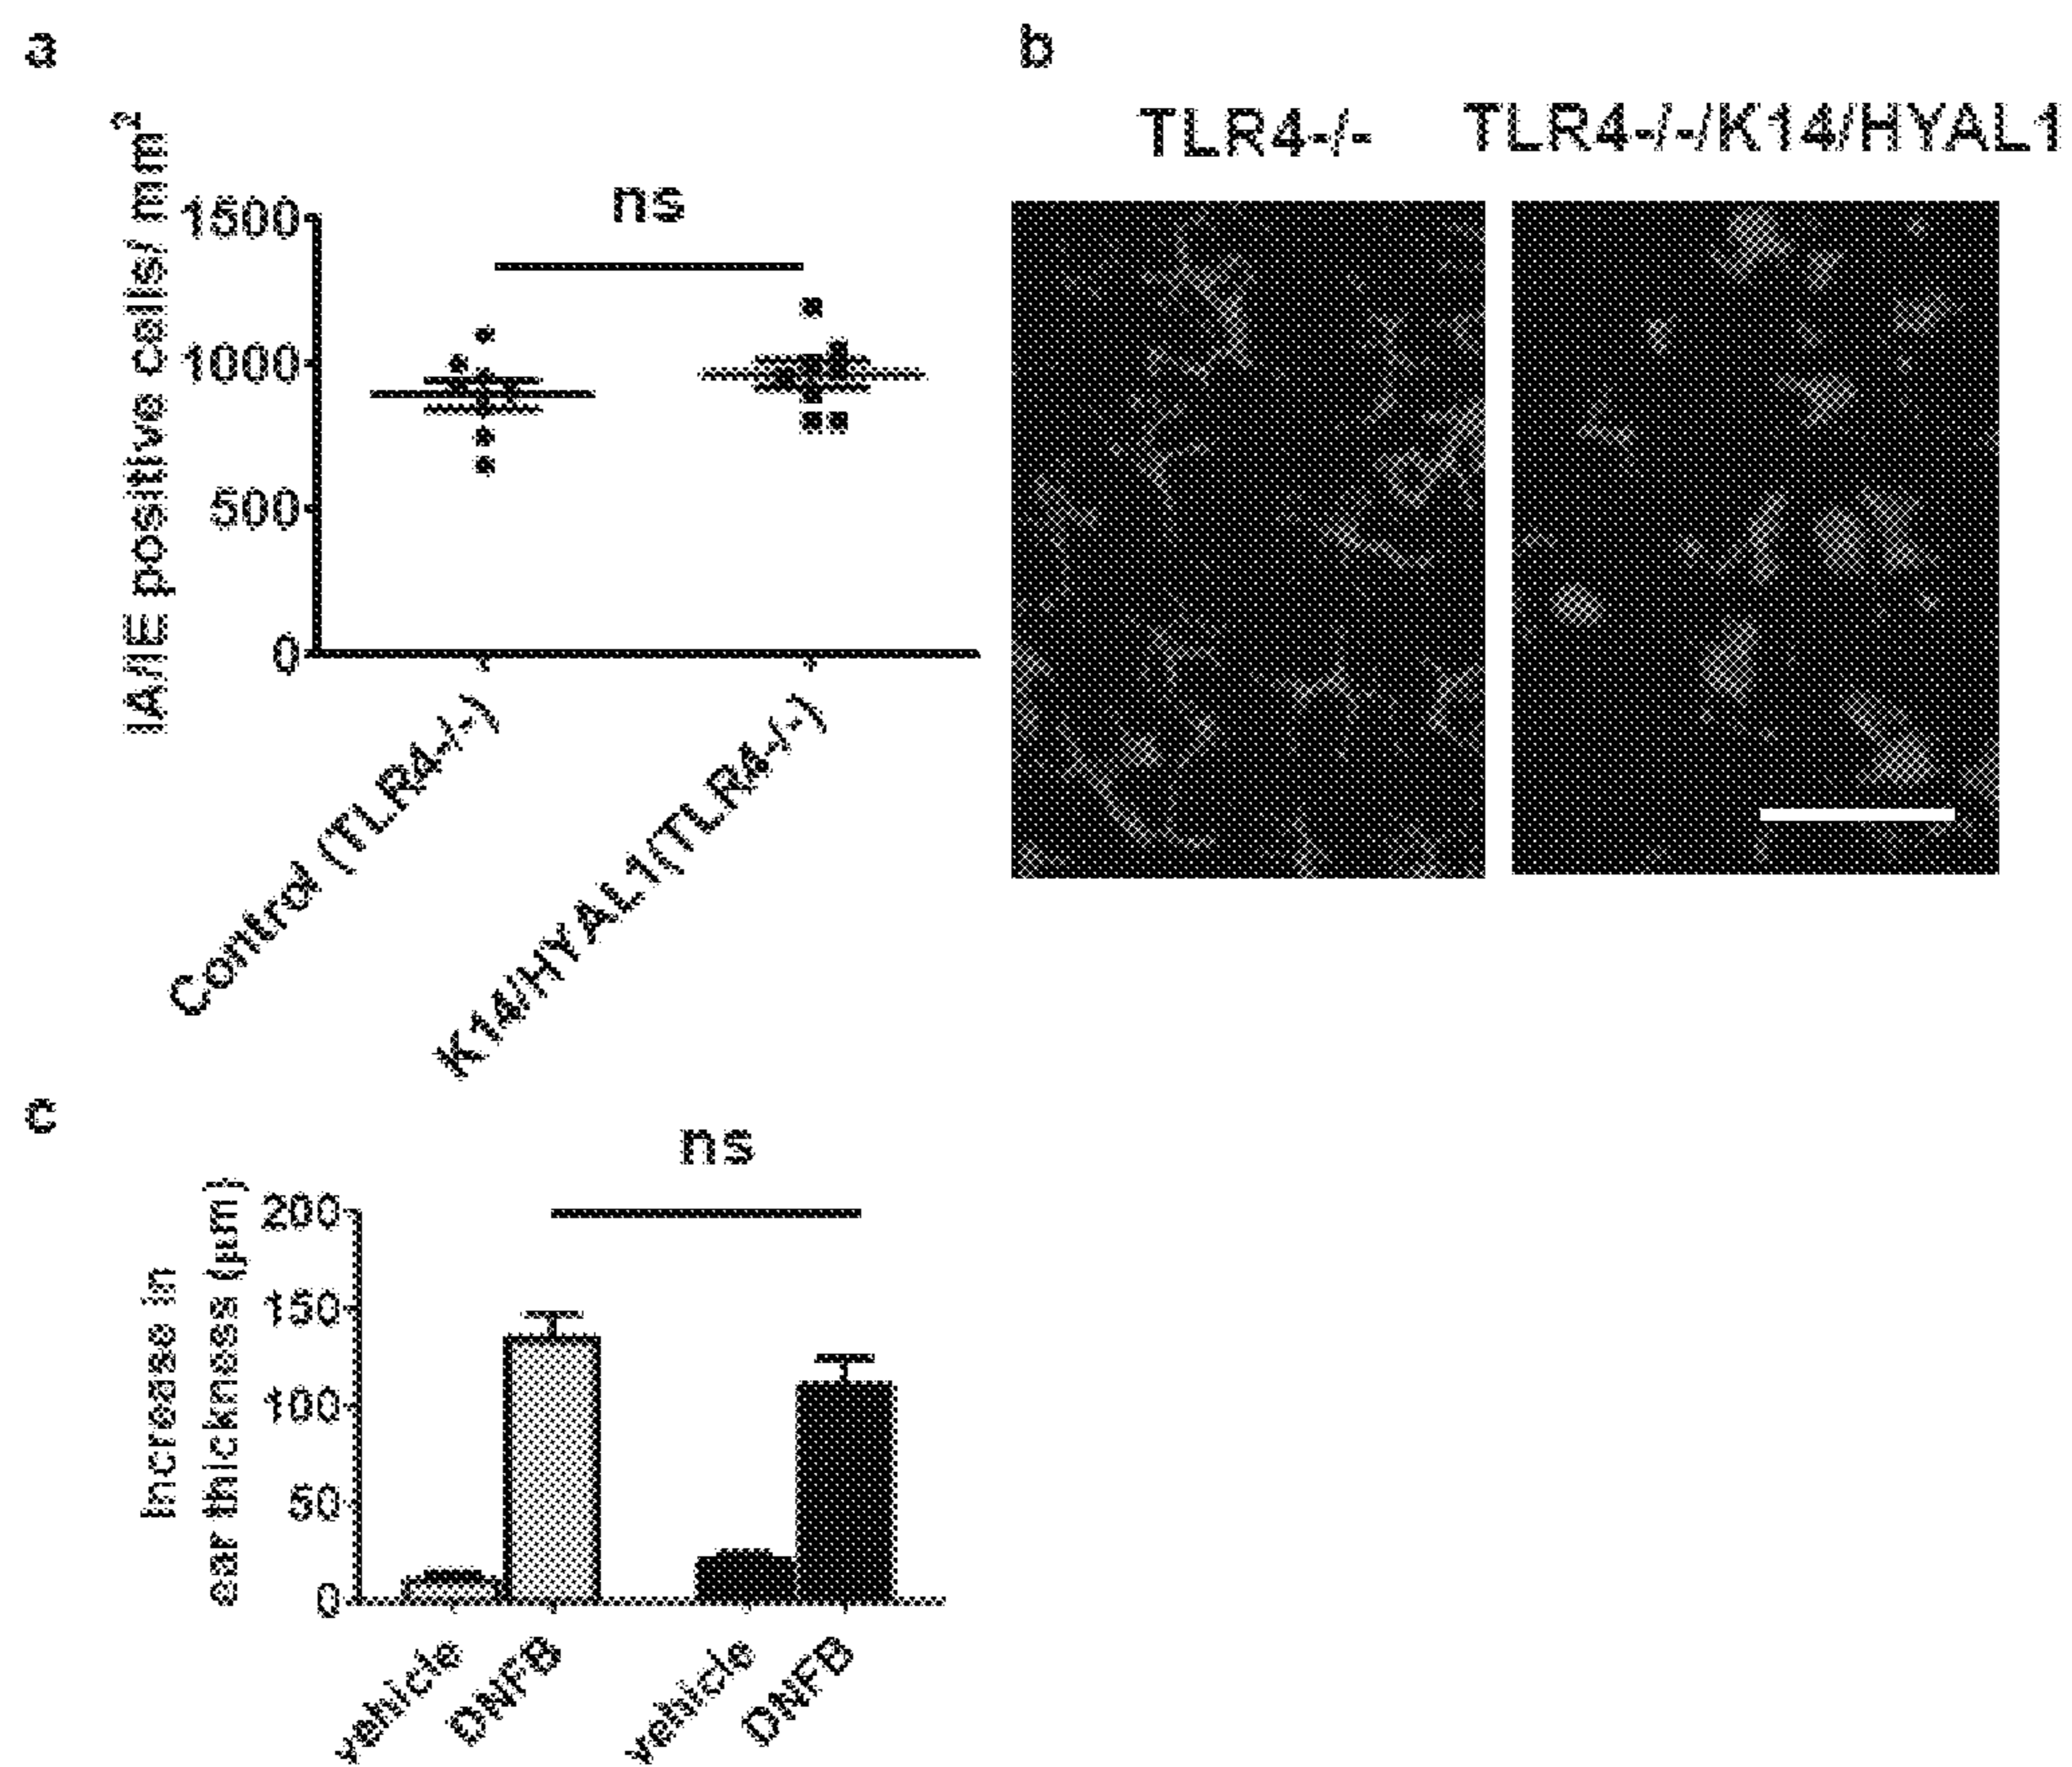 a
IA/IE positive cells/ mm²
1500
1000
500
0
ns
Control (TLR4-/-)
K14/HYAL1(TLR4-/-)
b
TLR4-/-
TLR4-/-/K14/HYAL1
c
Increase in
ear thickness (µm)
200
150
100
50
0
ns
vehicle
DNFB
vehicle
DNFB